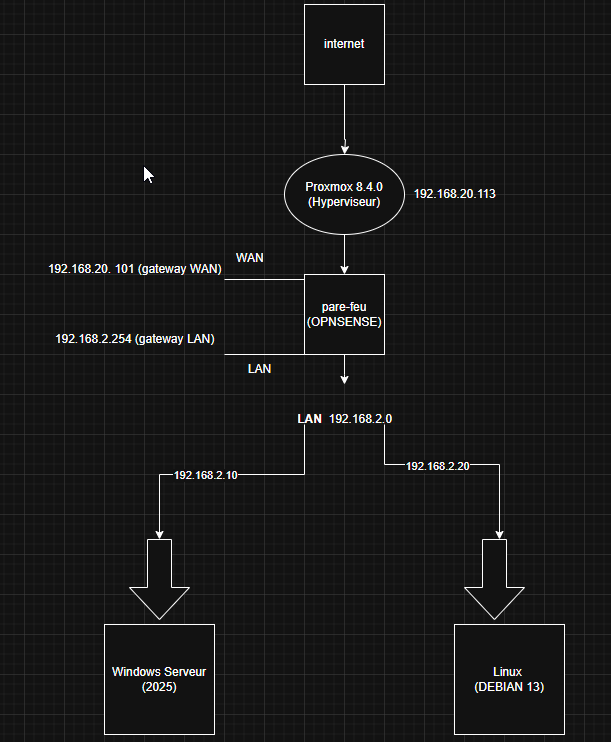 internet
Proxmox 8.4.0
(Hyperviseur)
192.168.20.113
WAN
192.168.20. 101 (gateway WAN)
pare-feu
(OPNSENSE)
192.168.2.254 (gateway LAN)
LAN
LAN 192.168.2.0
192.168.2.10
192.168.2.20
Windows Serveur
(2025)
Linux
(DEBIAN 13)